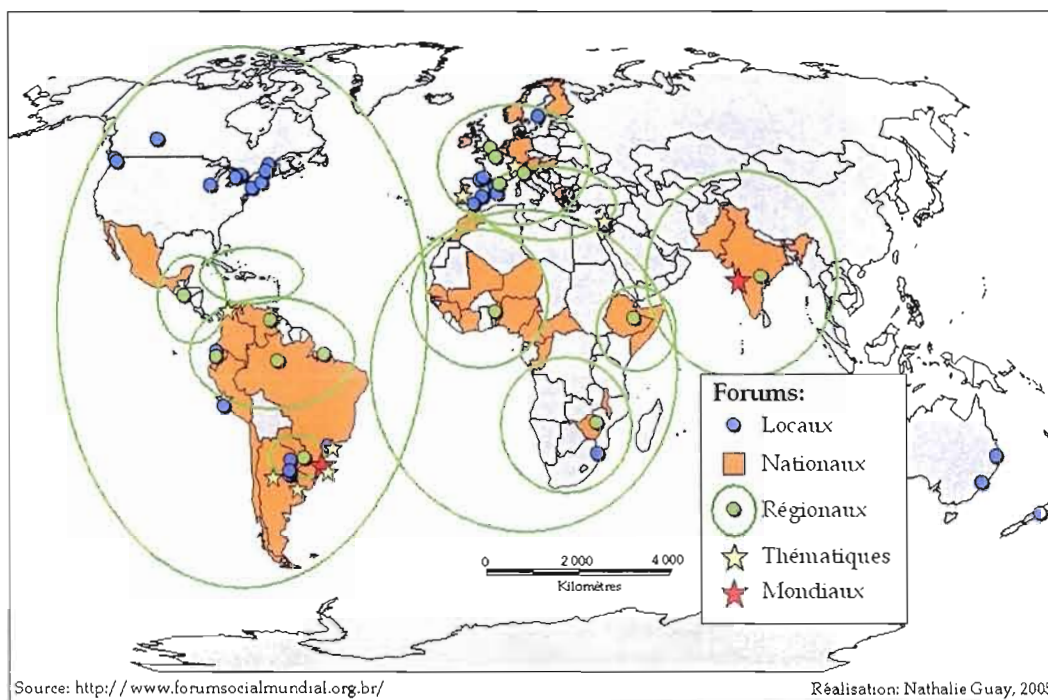 Forums:
Locaux
Nationaux
Régionaux
Thématiques
Mondiaux
0 2 000 4 000
Kilomètres
Source: http://www.forumsocialmundial.org.br/
Réalisation: Nathalie Guay,